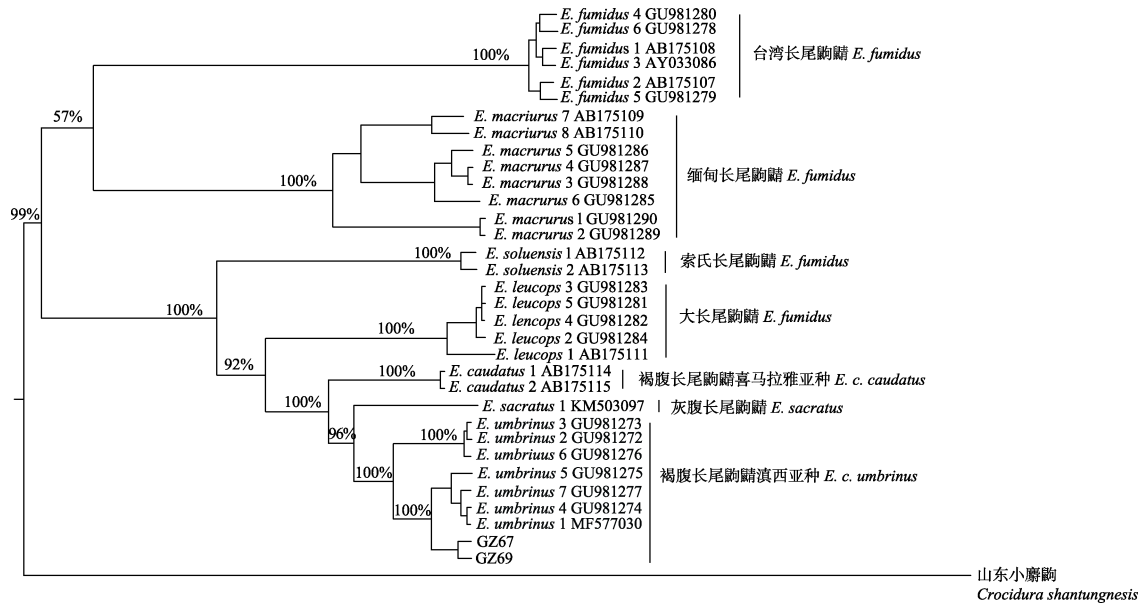 E. fumidus 4 GU981280
E. fumidus 6 GU981278
E. fumidus 1 AB175108
E. fumidus 3 AY033086
E. fumidus 2 AB175107
E. fumidus 5 GU981279
台湾长尾鼩鼱 E. fumidus
100%
57%
E. macriurus 7 AB175109
E. macriurus 8 AB175110
E. macrurus 5 GU981286
E. macrurus 4 GU981287
E. macrurus 3 GU981288
E. macrurus 6 GU981285
E. macrurus 1 GU981290
E. macrurus 2 GU981289
缅甸长尾鼩鼱 E. fumidus
100%
99%
E. soluensis 1 AB175112
E. soluensis 2 AB175113
索氏长尾鼩鼱 E. fumidus
100%
100%
E. leucops 3 GU981283
E. leucops 5 GU981281
E. lencops 4 GU981282
E. leucops 2 GU981284
E. leucops 1 AB175111
大长尾鼩鼱 E. fumidus
100%
92%
E. caudatus 1 AB175114
E. caudatus 2 AB175115
褐腹长尾鼩鼱喜马拉雅亚种 E. c. caudatus
100%
100%
E. sacratus 1 KM503097
灰腹长尾鼩鼱 E. sacratus
96%
E. umbrinus 3 GU981273
E. umbrinus 2 GU981272
E. umbriuus 6 GU981276
100%
100%
E. umbrinus 5 GU981275
E. umbrinus 7 GU981277
E. umbrinus 4 GU981274
E. umbrinus 1 MF577030
褐腹长尾鼩鼱滇西亚种 E. c. umbrinus
100%
GZ67
GZ69
山东小麝鼩
Crocidura shantungnesis